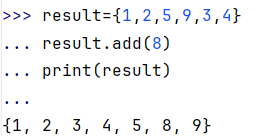 >>> result={1,2,5,9,3,4}
... result.add(8)
... print(result)
...
{1, 2, 3, 4, 5, 8, 9}